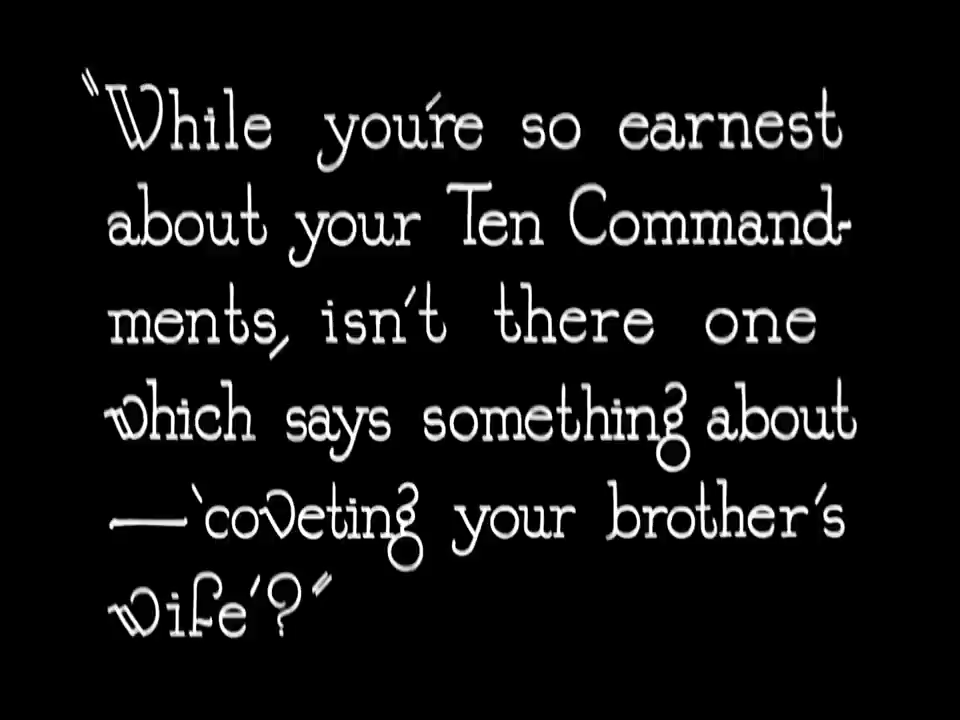 "While you're so earnest
about your Ten Command-
ments, isn't there one
which says something about
—'coveting your brother's
wife'?"